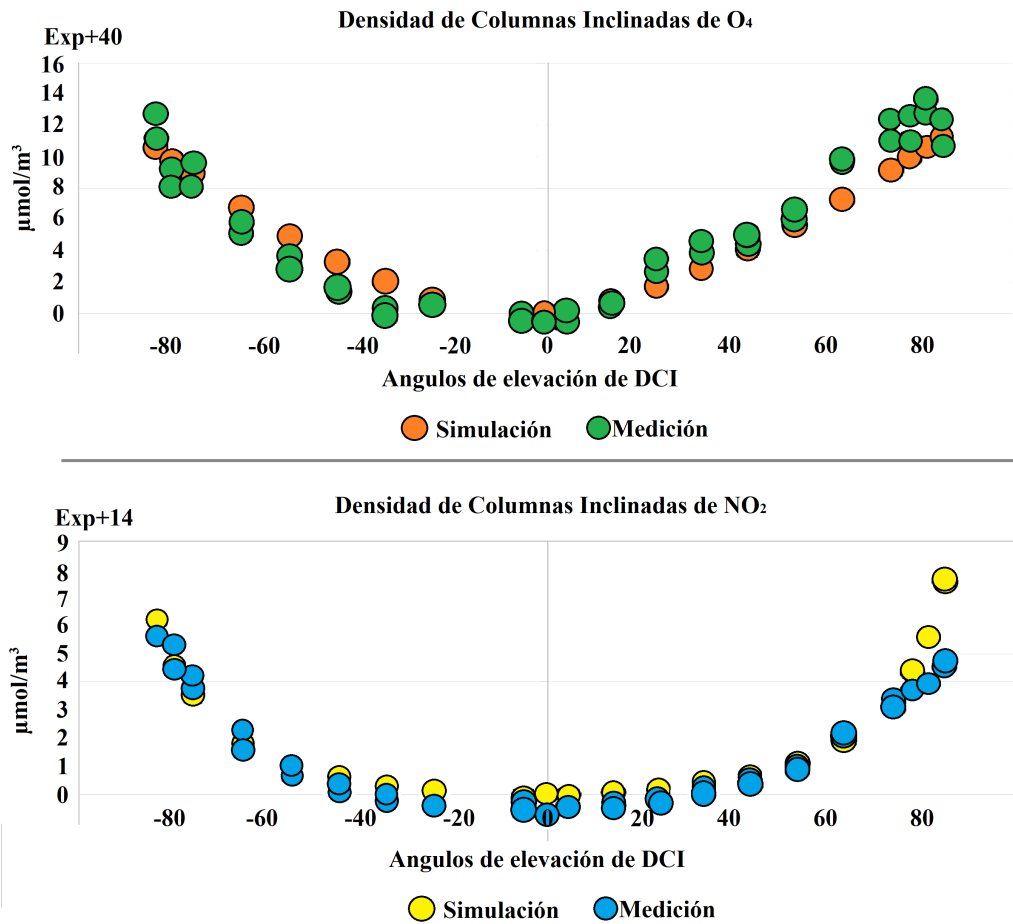 Densidad de Columnas Inclinadas de O₄
Exp+40
16
14
12
10
8
6
4
2
0
µmol/m³
-80 -60 -40 -20 0 20 40 60 80
Angulos de elevación de DCI
Simulación Medición
Densidad de Columnas Inclinadas de NO₂
Exp+14
9
8
7
6
5
4
3
2
1
0
µmol/m³
-80 -60 -40 -20 0 20 40 60 80
Angulos de elevación de DCI
Simulación Medición